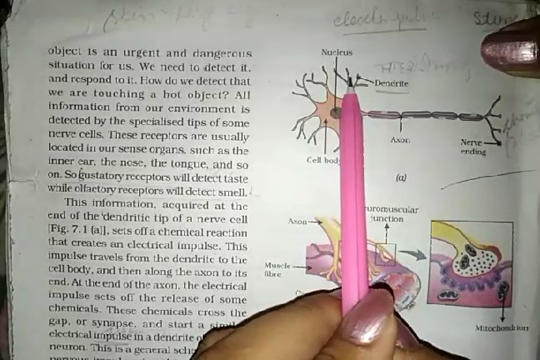 object is an urgent and dangerous
situation for us. We need to detect it,
and respond to it. How do we detect that
we are touching a hot object? All
information from our environment is
detected by the specialised tips of some
nerve cells. These receptors are usually
located in our sense organs, such as the
inner ear, the nose, the tongue, and so
on. So gustatory receptors will detect taste
while olfactory receptors will detect smell.
This information, acquired at the
end of the dendritic tip of a nerve cell
[Fig. 7.1 (a)], sets off a chemical reaction
that creates an electrical impulse. This
impulse travels from the dendrite to the
cell body, and then along the axon to its
end. At the end of the axon, the electrical
impulse sets off the release of some
chemicals. These chemicals cross the
gap, or synapse, and start a
electrical impulse in a dendrite
neuron. This is a general
Nucleus
Dendrite
Axon
Nerve
ending
Cell
(a)
junction
Axon
Muscle
fibre
Mitochondrion